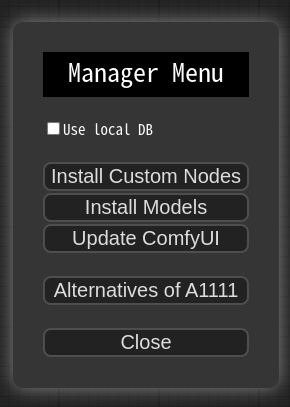 Manager Menu
Use local DB
Install Custom Nodes
Install Models
Update ComfyUI
Alternatives of A1111
Close